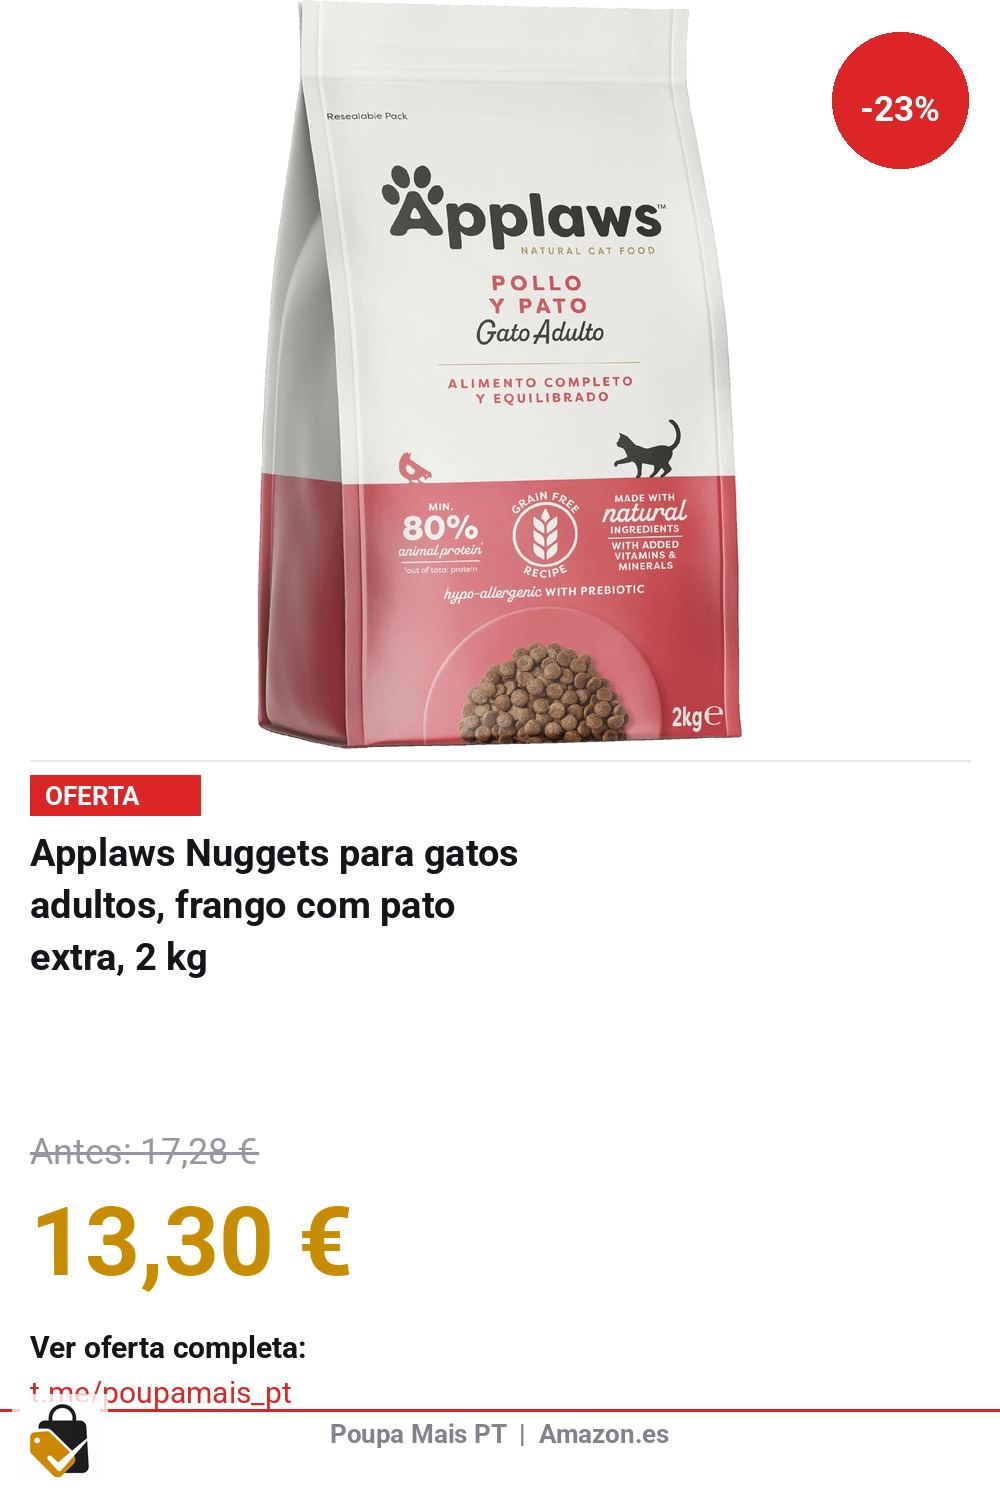 -23%
Resealable Pack
Applaws™
NATURAL CAT FOOD
POLLO
Y PATO
Gato Adulto
ALIMENTO COMPLETO
Y EQUILIBRADO
MIN.
80%
animal protein*
*out of total protein
GRAIN FREE
RECIPE
MADE WITH
natural
INGREDIENTS
WITH ADDED
VITAMINS &
MINERALS
hypo-allergenic WITH PREBIOTIC
2kg℮
OFERTA
Applaws Nuggets para gatos
adultos, frango com pato
extra, 2 kg
Antes: 17,28 €
13,30 €
Ver oferta completa:
t.me/poupamais_pt
Poupa Mais PT | Amazon.es